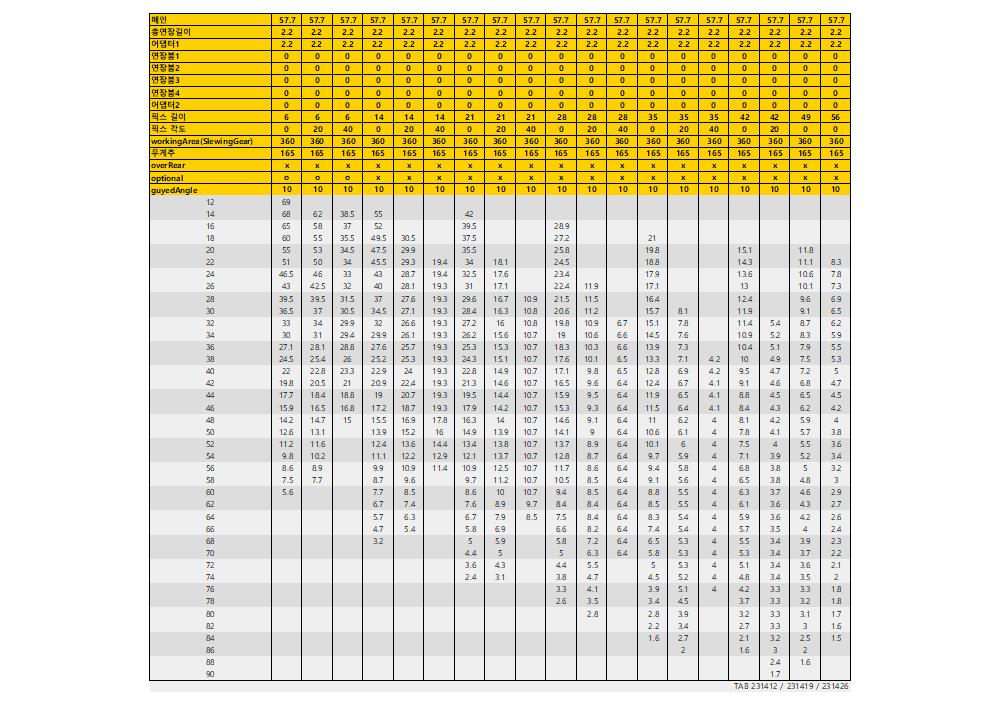 메인 57.7 57.7 57.7 57.7 57.7 57.7 57.7 57.7 57.7 57.7 57.7 57.7 57.7 57.7 57.7 57.7 57.7 57.7 57.7
총연장길이 2.2 2.2 2.2 2.2 2.2 2.2 2.2 2.2 2.2 2.2 2.2 2.2 2.2 2.2 2.2 2.2 2.2 2.2 2.2
어댑터1 2.2 2.2 2.2 2.2 2.2 2.2 2.2 2.2 2.2 2.2 2.2 2.2 2.2 2.2 2.2 2.2 2.2 2.2 2.2
연장붐1 0 0 0 0 0 0 0 0 0 0 0 0 0 0 0 0 0 0 0
연장붐2 0 0 0 0 0 0 0 0 0 0 0 0 0 0 0 0 0 0 0
연장붐3 0 0 0 0 0 0 0 0 0 0 0 0 0 0 0 0 0 0 0
연장붐4 0 0 0 0 0 0 0 0 0 0 0 0 0 0 0 0 0 0 0
어댑터2 0 0 0 0 0 0 0 0 0 0 0 0 0 0 0 0 0 0 0
픽스 길이 6 6 6 14 14 14 21 21 21 28 28 28 35 35 35 42 42 49 56
픽스 각도 0 20 40 0 20 40 0 20 40 0 20 40 0 20 40 0 20 0 0
workingArea(SlewingGear) 360 360 360 360 360 360 360 360 360 360 360 360 360 360 360 360 360 360 360
무게추 165 165 165 165 165 165 165 165 165 165 165 165 165 165 165 165 165 165 165
overRear x x x x x x x x x x x x x x x x x x x
optional o o o x x x x x x x x x x x x x x x x
guyedAngle 10 10 10 10 10 10 10 10 10 10 10 10 10 10 10 10 10 10 10
12 69
14 68 62 38.5 55 42
16 65 58 37 52 39.5 28.9
18 60 55 35.5 49.5 30.5 37.5 27.2 21
20 55 53 34.5 47.5 29.9 35.5 25.8 19.8 15.1 11.8
22 51 50 34 45.5 29.3 19.4 34 18.1 24.5 18.8 14.3 11.1 8.3
24 46.5 46 33 43 28.7 19.4 32.5 17.6 23.4 17.9 13.6 10.6 7.8
26 43 42.5 32 40 28.1 19.3 31 17.1 22.4 11.9 17.1 13 10.1 7.3
28 39.5 39.5 31.5 37 27.6 19.3 29.6 16.7 10.9 21.5 11.5 16.4 12.4 9.6 6.9
30 36.5 37 30.5 34.5 27.1 19.3 28.4 16.3 10.8 20.6 11.2 15.7 8.1 11.9 9.1 6.5
32 33 34 29.9 32 26.6 19.3 27.2 16 10.8 19.8 10.9 6.7 15.1 7.8 11.4 5.4 8.7 6.2
34 30 31 29.4 29.9 26.1 19.3 26.2 15.6 10.7 19 10.6 6.6 14.5 7.6 10.9 5.2 8.3 5.9
36 27.1 28.1 28.8 27.6 25.7 19.3 25.3 15.3 10.7 18.3 10.3 6.6 13.9 7.3 10.4 5.1 7.9 5.5
38 24.5 25.4 26 25.2 25.3 19.3 24.3 15.1 10.7 17.6 10.1 6.5 13.3 7.1 4.2 10 4.9 7.5 5.3
40 22 22.8 23.3 22.9 24 19.3 22.8 14.9 10.7 17.1 9.8 6.5 12.8 6.9 4.2 9.5 4.7 7.2 5
42 19.8 20.5 21 20.9 22.4 19.3 21.3 14.6 10.7 16.5 9.6 6.4 12.4 6.7 4.1 9.1 4.6 6.8 4.7
44 17.7 18.4 18.8 19 20.7 19.3 19.5 14.4 10.7 15.9 9.5 6.4 11.9 6.5 4.1 8.8 4.5 6.5 4.5
46 15.9 16.5 16.8 17.2 18.7 19.3 17.9 14.2 10.7 15.3 9.3 6.4 11.5 6.4 4.1 8.4 4.3 6.2 4.2
48 14.2 14.7 15 15.5 16.9 17.8 16.3 14 10.7 14.6 9.1 6.4 11 6.2 4 8.1 4.2 5.9 4
50 12.6 13.1 13.9 15.2 16 14.9 13.9 10.7 14.1 9 6.4 10.6 6.1 4 7.8 4.1 5.7 3.8
52 11.2 11.6 12.4 13.6 14.4 13.4 13.8 10.7 13.7 8.9 6.4 10.1 6 4 7.5 4 5.5 3.6
54 9.8 10.2 11.1 12.2 12.9 12.1 13.7 10.7 12.8 8.7 6.4 9.7 5.9 4 7.1 3.9 5.2 3.4
56 8.6 8.9 9.9 10.9 11.4 10.9 12.5 10.7 11.7 8.6 6.4 9.4 5.8 4 6.8 3.8 5 3.2
58 7.5 7.7 8.7 9.6 9.7 11.2 10.7 10.5 8.5 6.4 9.1 5.6 4 6.5 3.8 4.8 3
60 5.6 7.7 8.5 8.6 10 10.7 9.4 8.5 6.4 8.8 5.5 4 6.3 3.7 4.6 2.9
62 6.7 7.4 7.6 8.9 9.7 8.4 8.4 6.4 8.5 5.5 4 6.1 3.6 4.3 2.7
64 5.7 6.3 6.7 7.9 8.5 7.5 8.4 6.4 8.3 5.4 4 5.9 3.6 4.2 2.6
66 4.7 5.4 5.8 6.9 6.6 8.2 6.4 7.4 5.4 4 5.7 3.5 4 2.4
68 3.2 5 5.9 5.8 7.2 6.4 6.5 5.3 4 5.5 3.4 3.9 2.3
70 4.4 5 5 6.3 6.4 5.8 5.3 4 5.3 3.4 3.7 2.2
72 3.6 4.3 4.4 5.5 5 5.3 4 5.1 3.4 3.6 2.1
74 2.4 3.1 3.8 4.7 4.5 5.2 4 4.8 3.4 3.5 2
76 3.3 4.1 3.9 5.1 4 4.2 3.3 3.3 1.8
78 2.6 3.5 3.4 4.5 3.7 3.3 3.2 1.8
80 2.8 2.8 3.9 3.2 3.3 3.1 1.7
82 2.2 3.4 2.7 3.3 3 1.6
84 1.6 2.7 2.1 3.2 2.5 1.5
86 2 1.6 3 2
88 2.4 1.6
90 1.7
TAB 231412 / 231419 / 231426